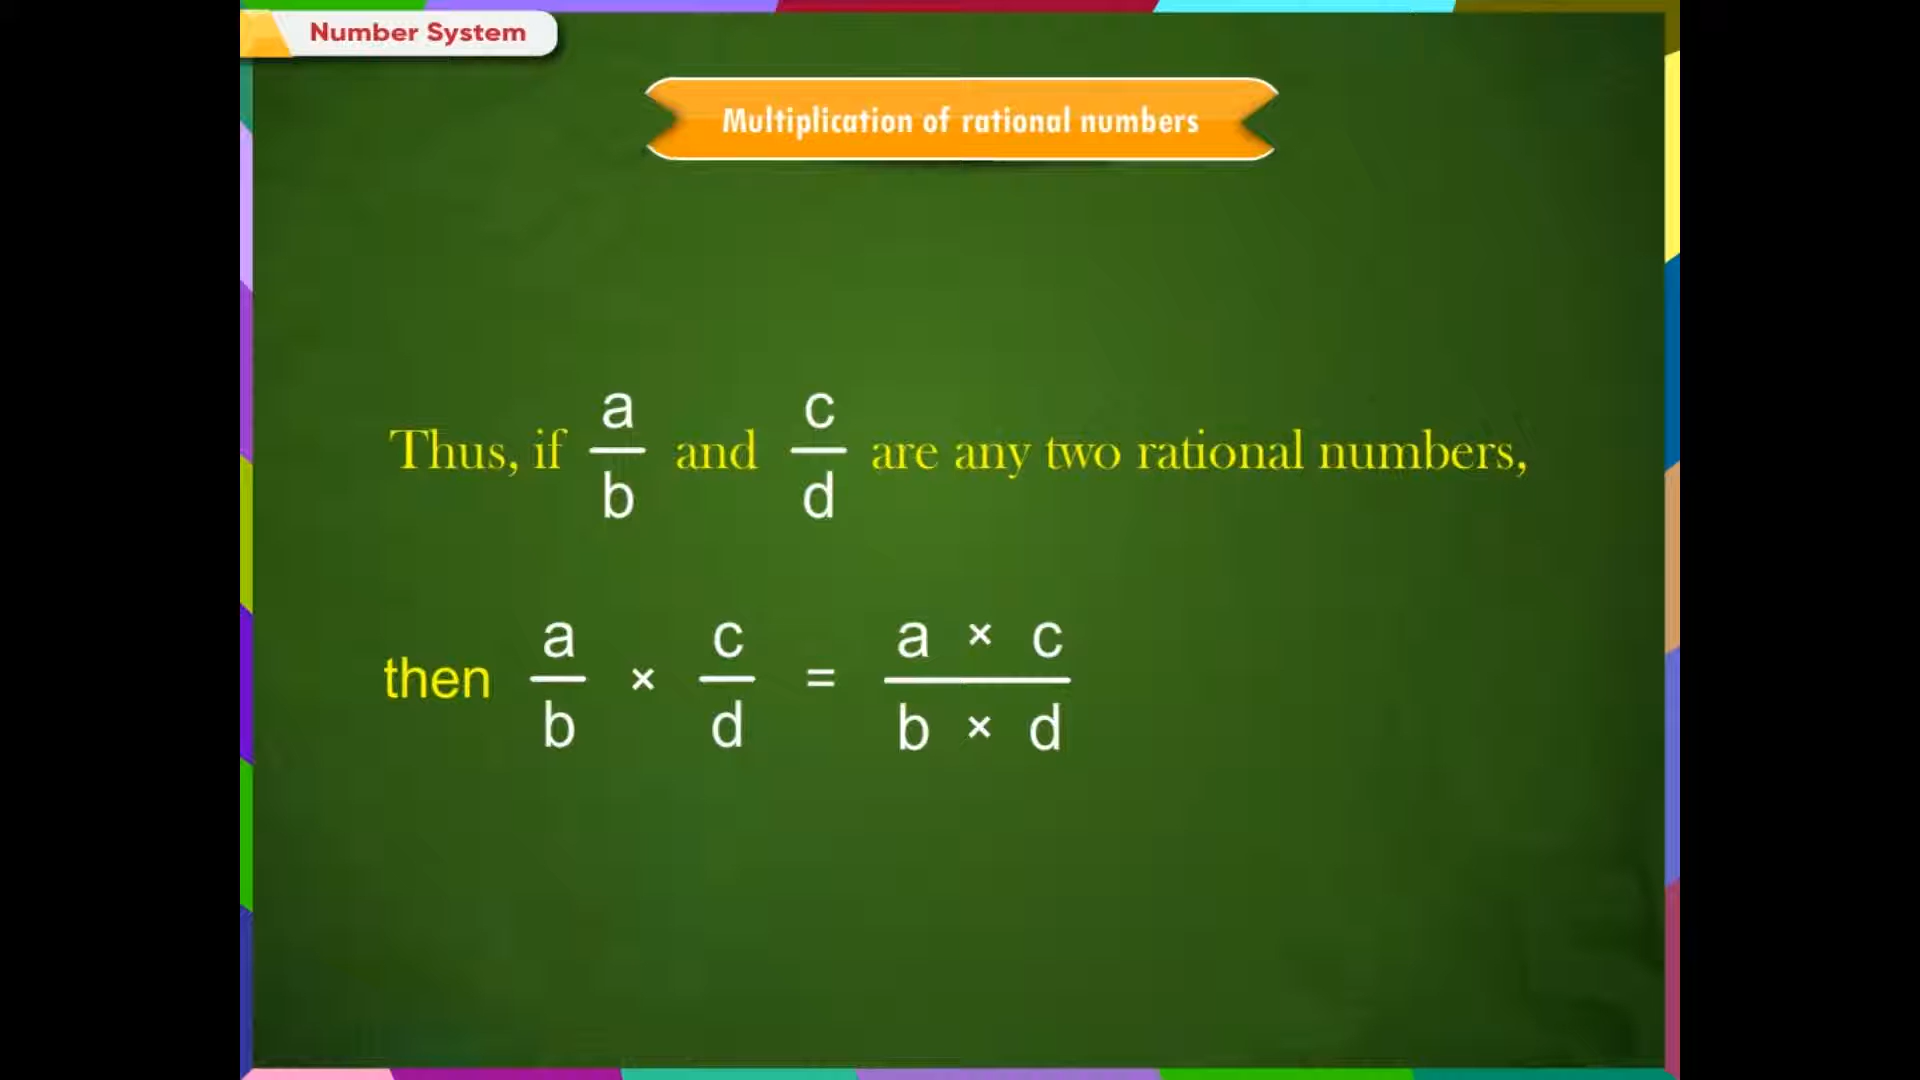 Number System
Multiplication of rational numbers
Thus, if a/b and c/d are any two rational numbers,
then a/b × c/d = a × c / b × d